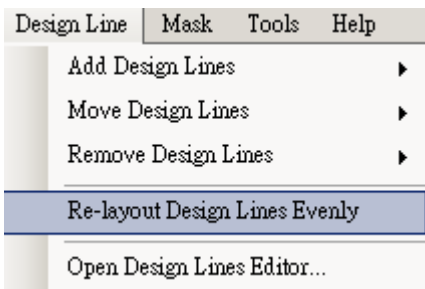 Design Line Mask Tools Help
Add Design Lines
Move Design Lines
Remove Design Lines
Re-layout Design Lines Evenly
Open Design Lines Editor...